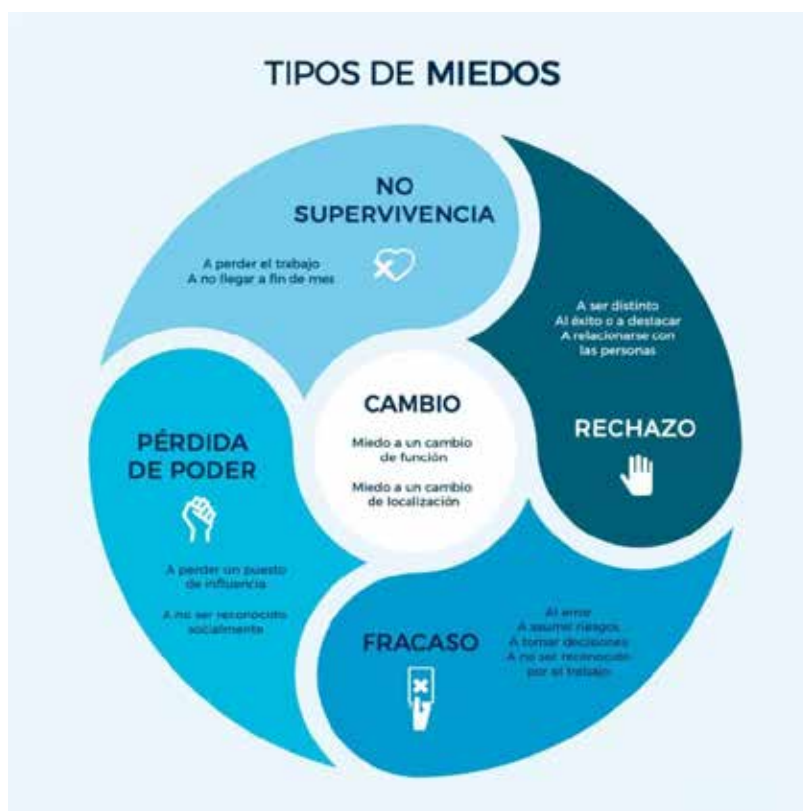 TIPOS DE MIEDOS
NO
SUPERVIVENCIA
A perder el trabajo
A no llegar a fin de mes
A ser distinto
Al éxito o a destacar
A relacionarse con
las personas
RECHAZO
CAMBIO
Miedo a un cambio
de función
Miedo a un cambio
de localización
PÉRDIDA
DE PODER
A perder un puesto
de influencia
A no ser reconocido
socialmente
FRACASO
Al error
A asumir riesgos
A tomar decisiones
A no ser reconocido
por el trabajo